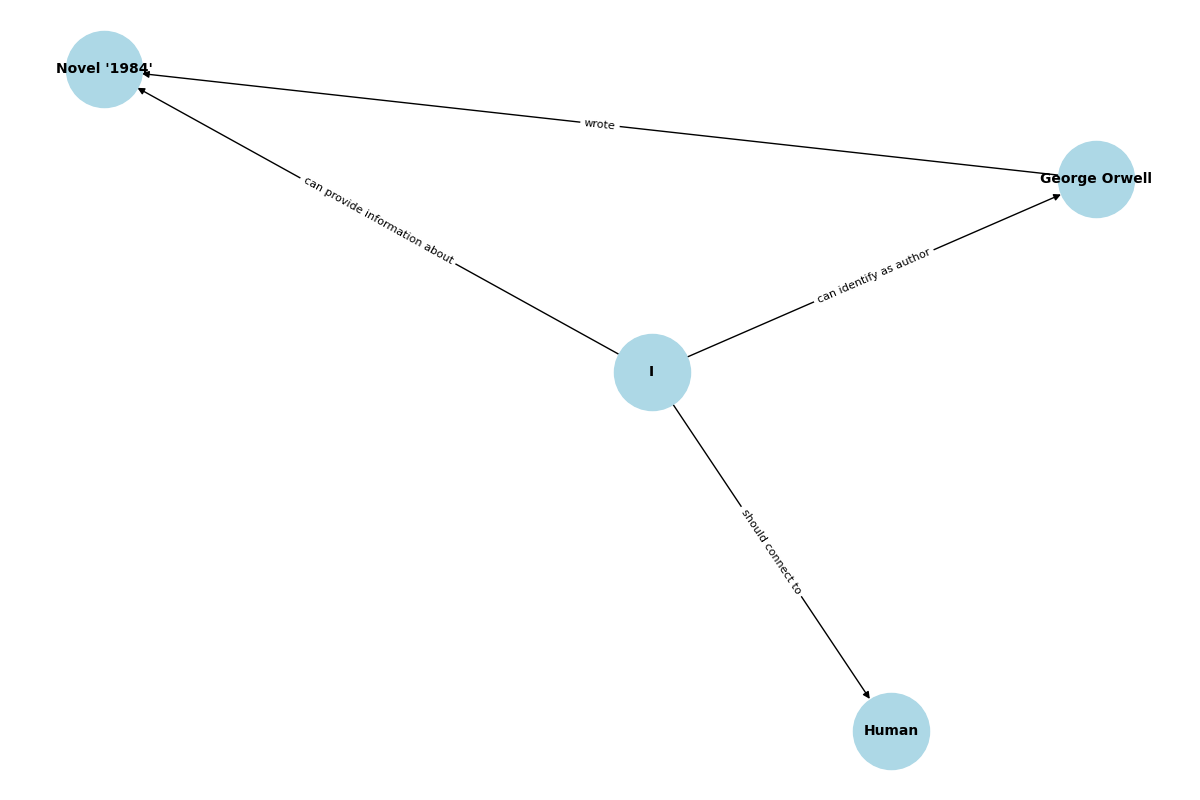 Novel '1984'
wrote
George Orwell
can provide information about
can identify as author
I
should connect to
Human